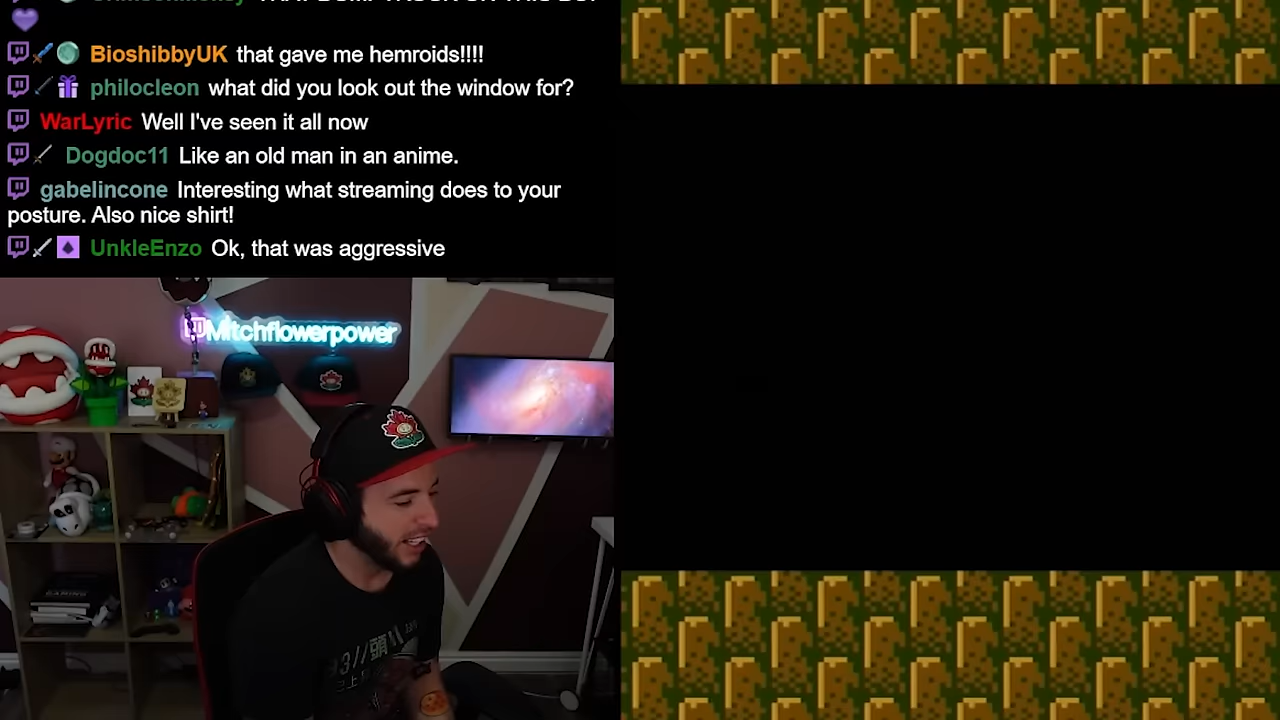 BioshibbyUK that gave me hemroids!!!!
philocleon what did you look out the window for?
WarLyric Well I've seen it all now
Dogdoc11 Like an old man in an anime.
gabelincone Interesting what streaming does to your
posture. Also nice shirt!
UnkleEnzo Ok, that was aggressive
Mitchflowerpower
GAMING